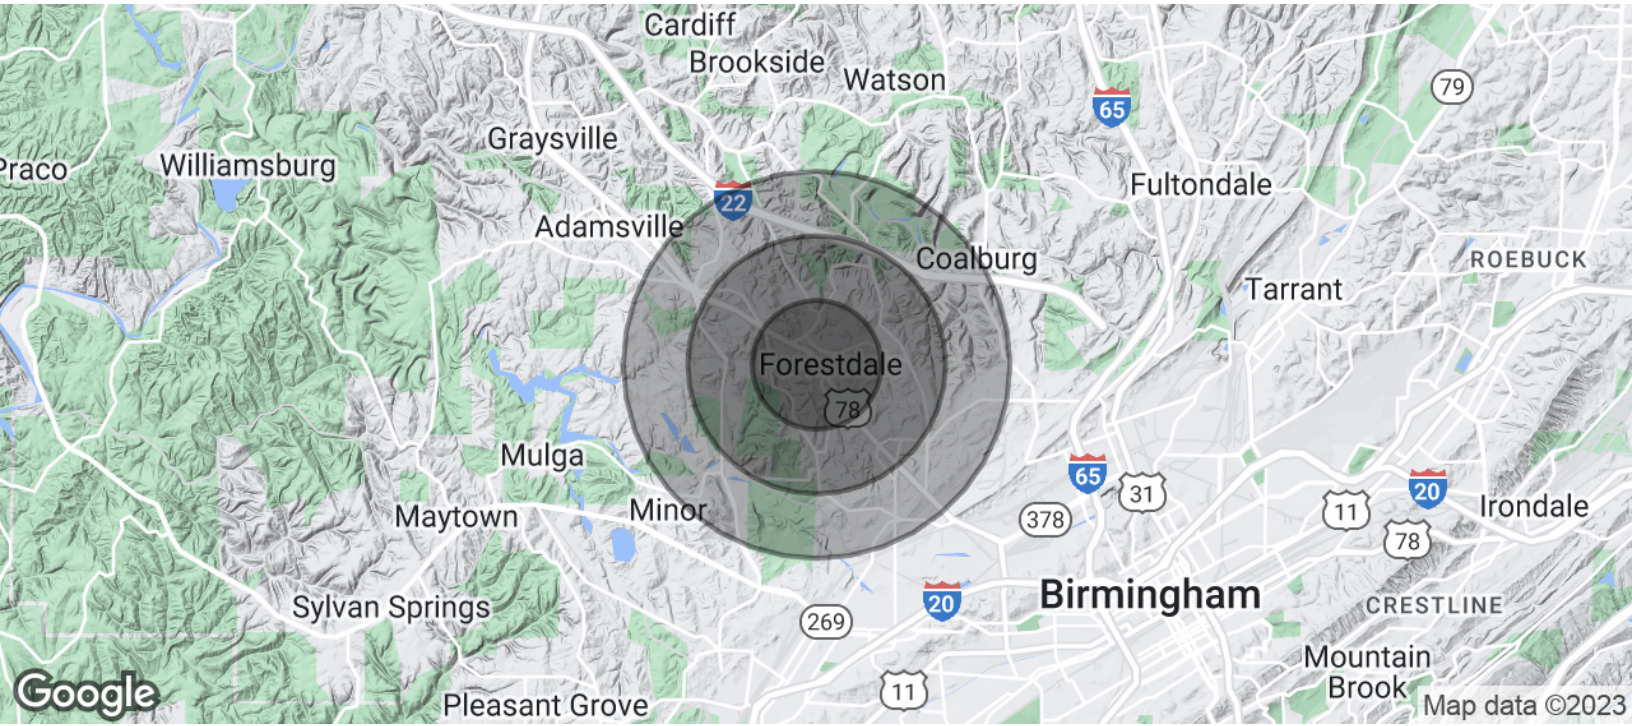 Cardiff
Brookside
Watson
79
65
Graysville
Praco
Williamsburg
Fultondale
22
Adamsville
Coalburg
ROEBUCK
Tarrant
Forestdale
78
Mulga
65
31
20
Minor
Maytown
378
11
Irondale
78
20
Birmingham
Sylvan Springs
CRESTLINE
269
Mountain
Brook
Google
11
Pleasant Grove
Map data ©2023